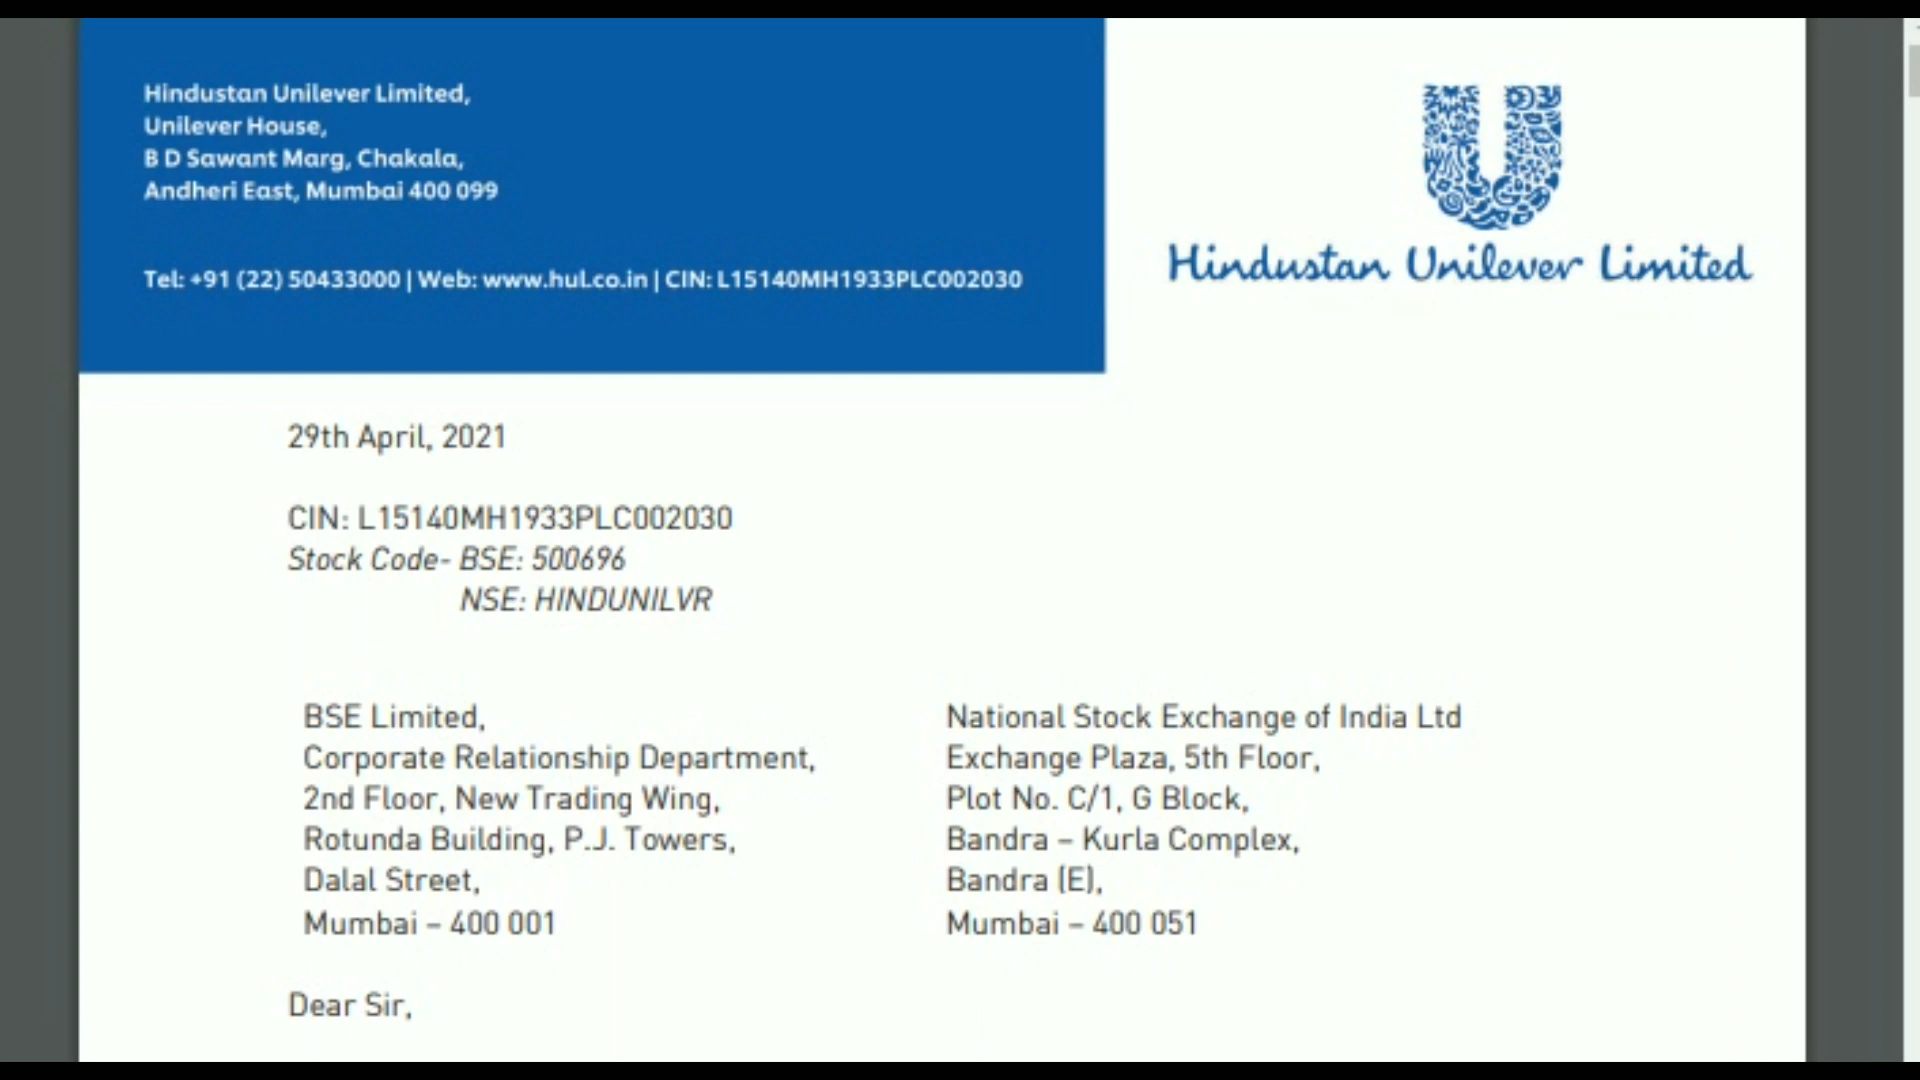 Hindustan Unilever Limited,
Unilever House,
B D Sawant Marg, Chakala,
Andheri East, Mumbai 400 099
Tel: +91 (22) 50433000 | Web: www.hul.co.in | CIN: L15140MH1933PLC002030
Hindustan Unilever Limited
29th April, 2021
CIN: L15140MH1933PLC002030
Stock Code- BSE: 500696
NSE: HINDUNILVR
BSE Limited,
Corporate Relationship Department,
2nd Floor, New Trading Wing,
Rotunda Building, P.J. Towers,
Dalal Street,
Mumbai – 400 001
National Stock Exchange of India Ltd
Exchange Plaza, 5th Floor,
Plot No. C/1, G Block,
Bandra – Kurla Complex,
Bandra (E),
Mumbai – 400 051
Dear Sir,